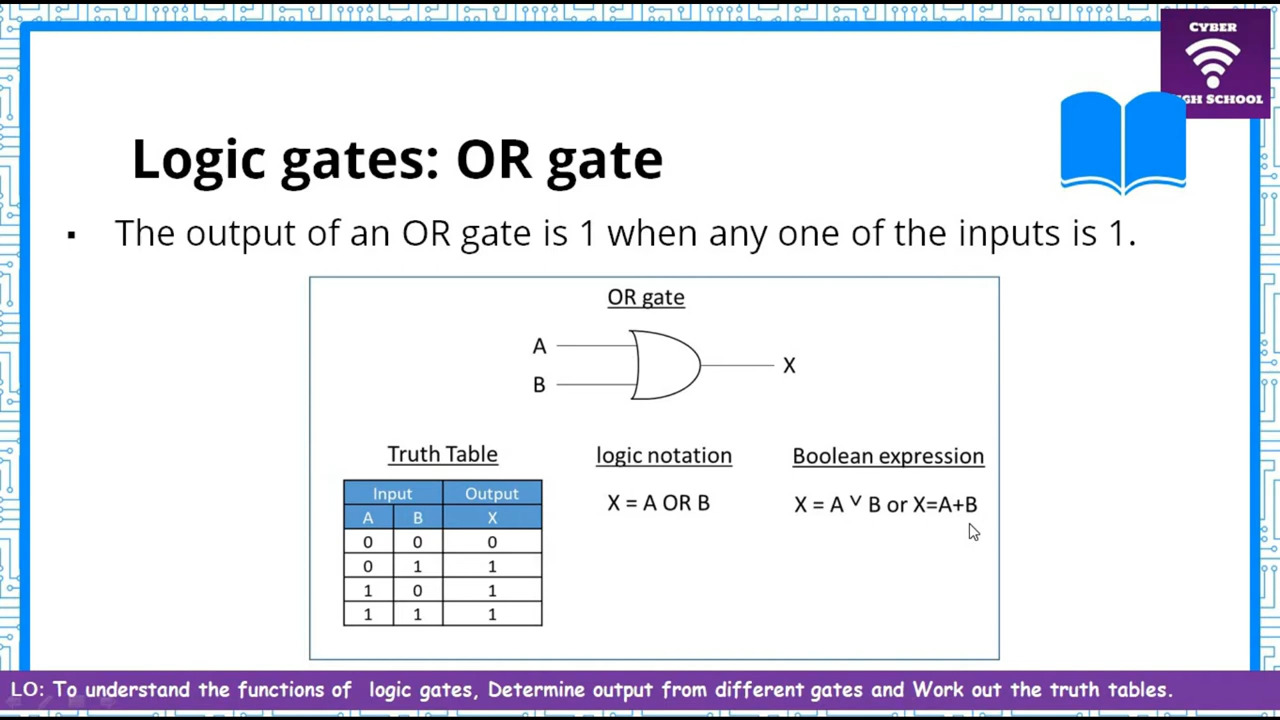 CYBER
HIGH SCHOOL
Logic gates: OR gate
▪ The output of an OR gate is 1 when any one of the inputs is 1.
OR gate
A
B
X
Truth Table
Input Output
A B X
0 0 0
0 1 1
1 0 1
1 1 1
logic notation
X = A OR B
Boolean expression
X = A ∨ B or X=A+B
LO: To understand the functions of logic gates, Determine output from different gates and Work out the truth tables.